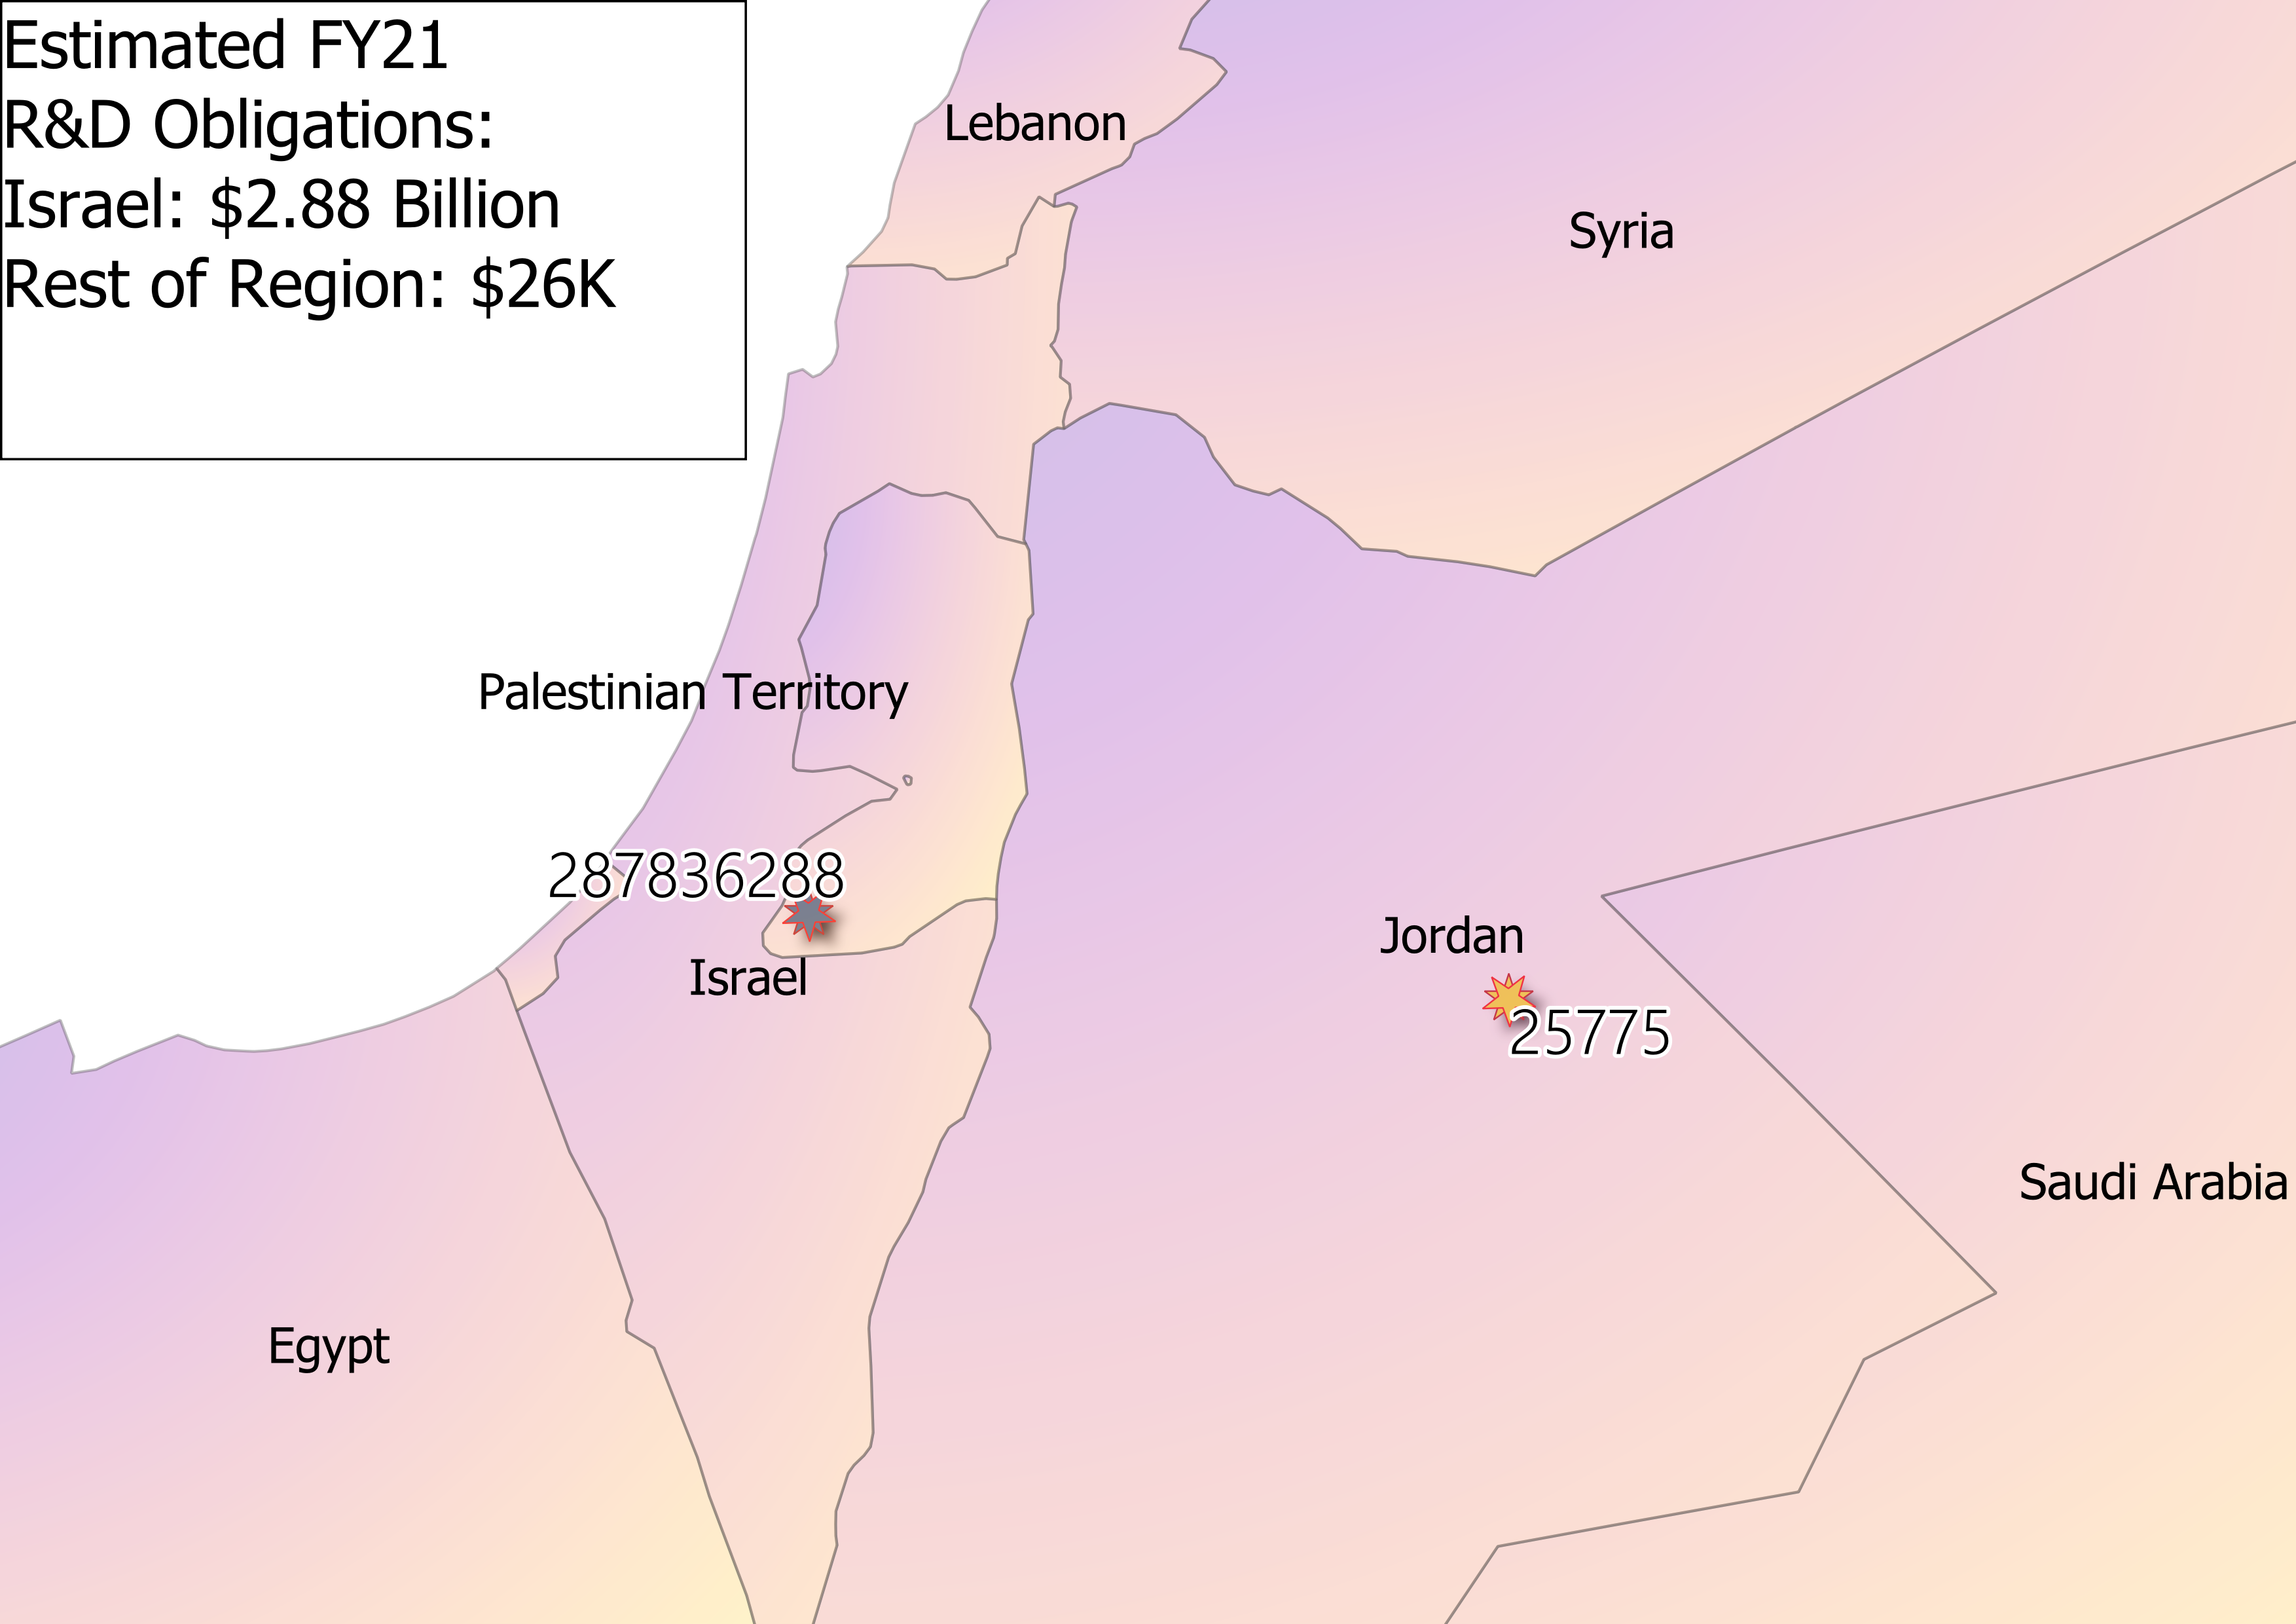 Estimated FY21
R&D Obligations:
Israel: $2.88 Billion
Rest of Region: $26K
Lebanon
Syria
Palestinian Territory
287836288
Israel
Jordan
25775
Saudi Arabia
Egypt